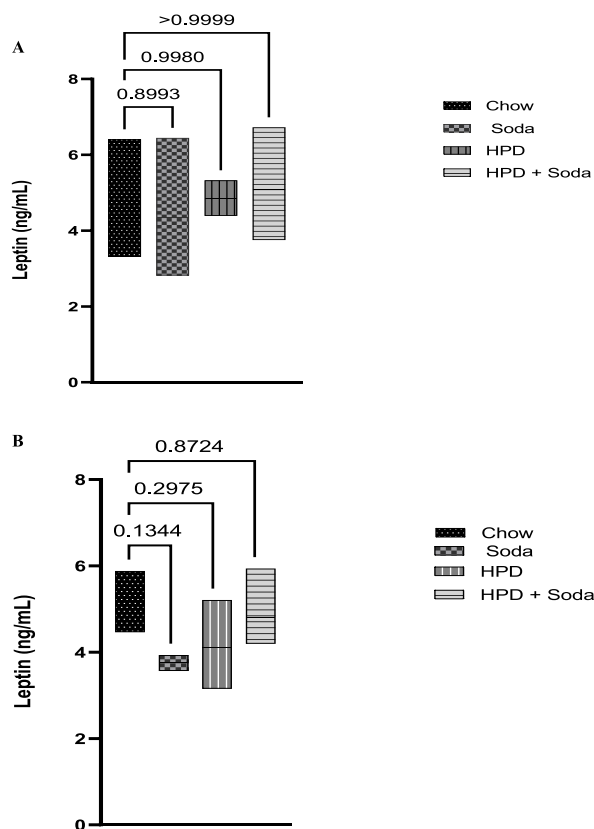 A
>0.9999
0.9980
0.8993
8
6
4
2
0
Leptin (ng/mL)
Chow
Soda
HPD
HPD + Soda
B
0.8724
0.2975
0.1344
8
6
4
2
0
Leptin (ng/mL)
Chow
Soda
HPD
HPD + Soda